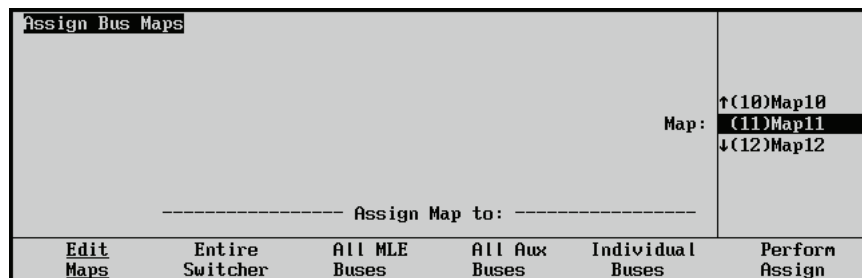 Assign Bus Maps
↑(10)Map10
Map: (11)Map11
↓(12)Map12
----------------- Assign Map to: -----------------
Edit Maps
Entire Switcher
All MLE Buses
All Aux Buses
Individual Buses
Perform Assign